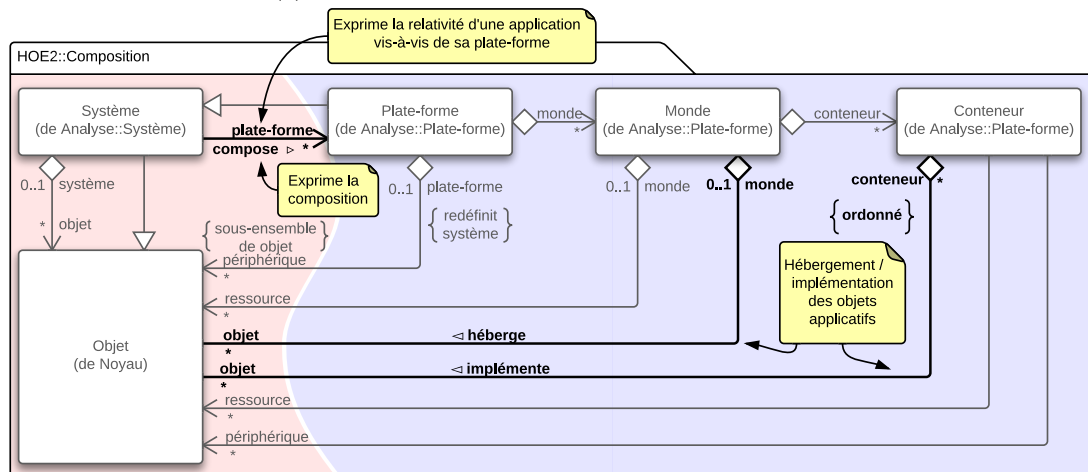 Exprime la relativité d'une application
vis-à-vis de sa plate-forme
HOE2::Composition
Système
(de Analyse::Système)
Plate-forme
(de Analyse::Plate-forme)
Monde
(de Analyse::Plate-forme)
Conteneur
(de Analyse::Plate-forme)
plate-forme
compose ▷ *
monde
*
conteneur
*
Exprime la
composition
0..1 système
* objet
0..1 plate-forme
{ redéfinit
système }
0..1 monde
0..1 monde
conteneur *
{ ordonné }
{ sous-ensemble
de objet }
périphérique
*
ressource
*
Hébergement /
implémentation
des objets
applicatifs
Objet
(de Noyau)
objet ◁ héberge
*
objet ◁ implémente
*
ressource
*
périphérique
*